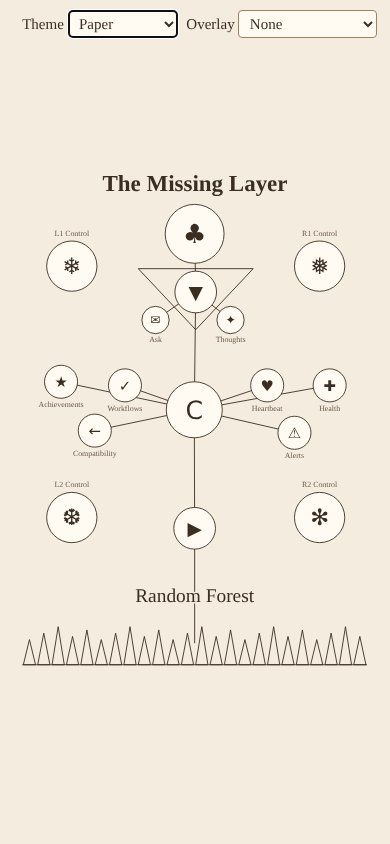 Theme Paper Overlay None
The Missing Layer
L1 Control
R1 Control
Ask
Thoughts
Achievements
Workflows
Heartbeat
Health
C
Compatibility
Alerts
L2 Control
R2 Control
Random Forest